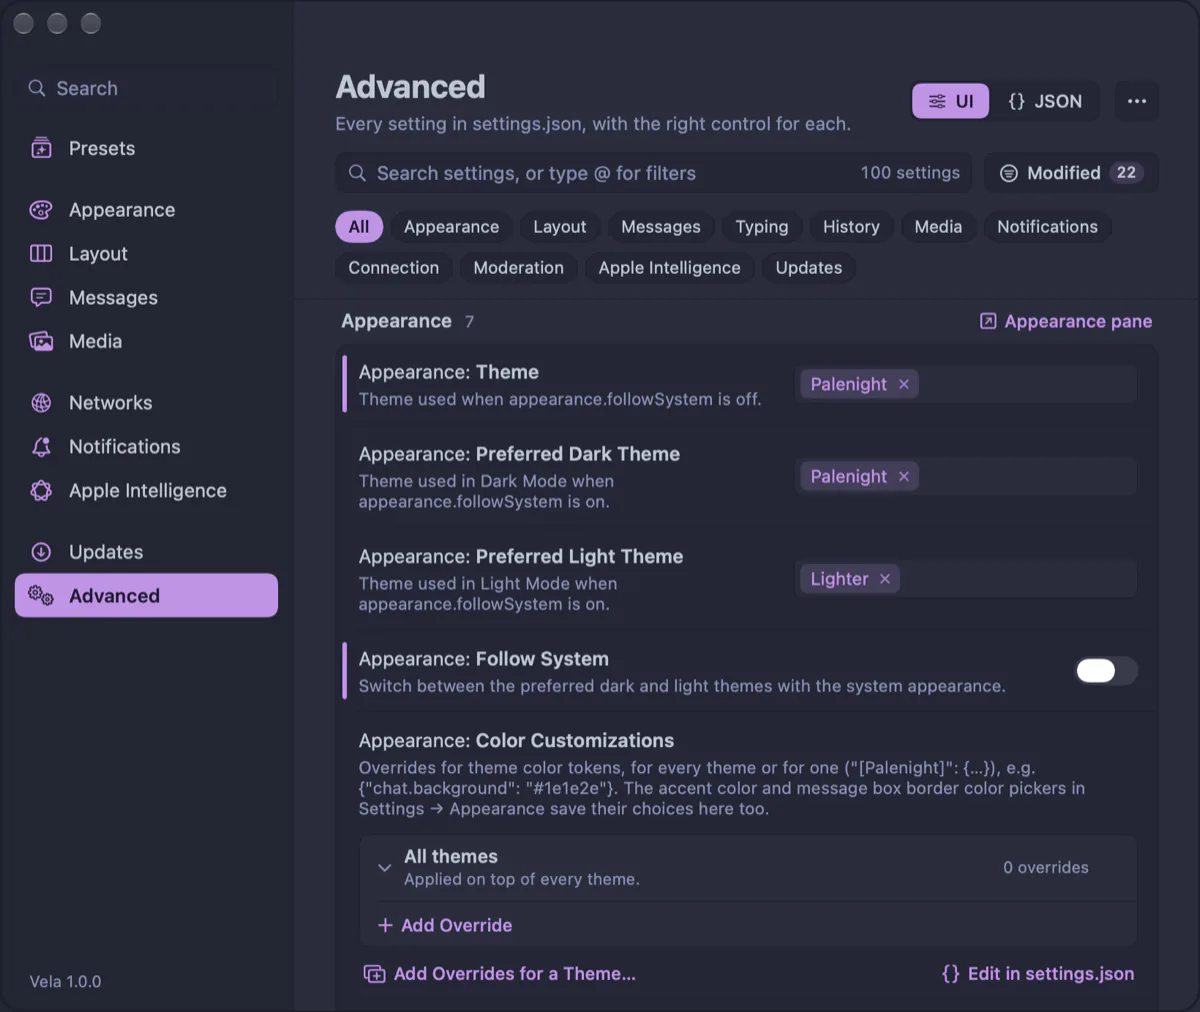 Search
Presets
Appearance
Layout
Messages
Media
Networks
Notifications
Apple Intelligence
Updates
Advanced
Vela 1.0.0
Advanced
Every setting in settings.json, with the right control for each.
UI
{} JSON
Search settings, or type @ for filters
100 settings
Modified 22
All Appearance Layout Messages Typing History Media Notifications
Connection Moderation Apple Intelligence Updates
Appearance 7
Appearance pane
Appearance: Theme
Theme used when appearance.followSystem is off.
Palenight ×
Appearance: Preferred Dark Theme
Theme used in Dark Mode when
appearance.followSystem is on.
Palenight ×
Appearance: Preferred Light Theme
Theme used in Light Mode when
appearance.followSystem is on.
Lighter ×
Appearance: Follow System
Switch between the preferred dark and light themes with the system appearance.
Appearance: Color Customizations
Overrides for theme color tokens, for every theme or for one ("[Palenight]": {…}), e.g.
{"chat.background": "#1e1e2e"}. The accent color and message box border color pickers in
Settings → Appearance save their choices here too.
All themes
Applied on top of every theme.
0 overrides
+ Add Override
Add Overrides for a Theme...
{} Edit in settings.json